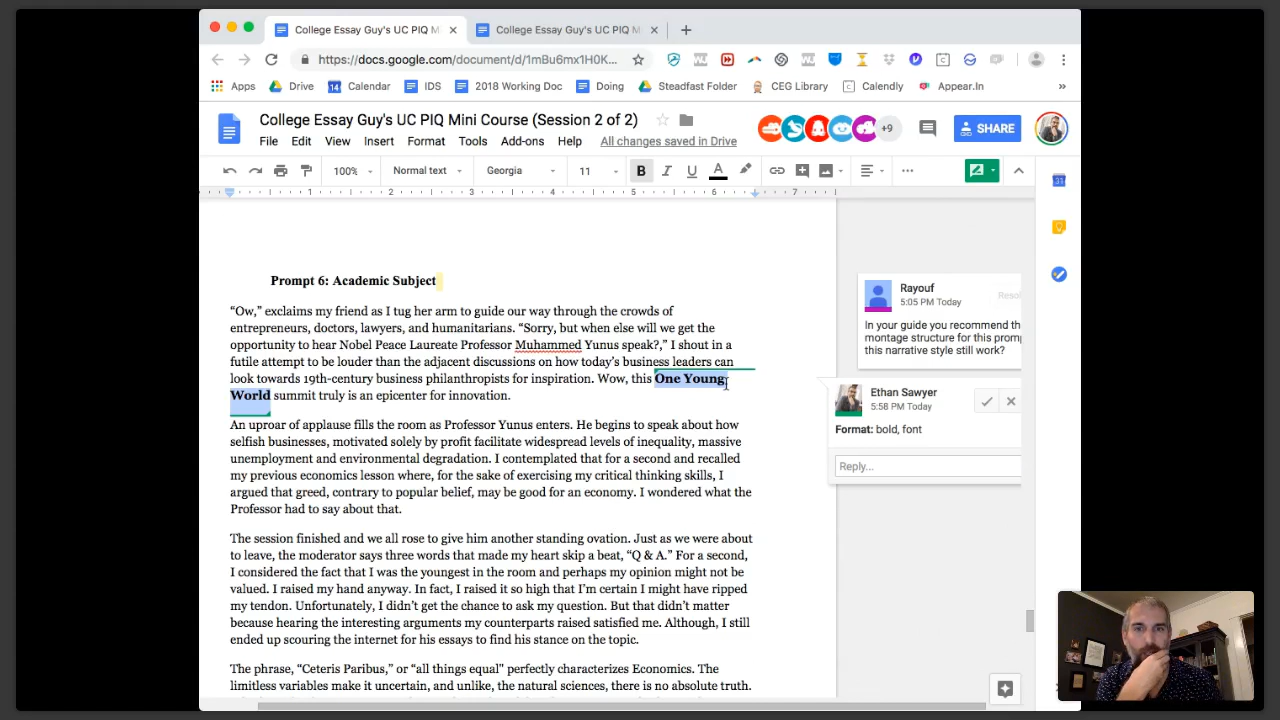 College Essay Guy's UC PIQ M
College Essay Guy's UC PIQ M
https://docs.google.com/document/d/1mBu6mx1H0K...
Apps Drive Calendar IDS 2018 Working Doc Doing Steadfast Folder CEG Library Calendly Appear.In »
College Essay Guy's UC PIQ Mini Course (Session 2 of 2)
+9
SHARE
File Edit View Insert Format Tools Add-ons Help All changes saved in Drive
100% Normal text Georgia 11 B I U A
1 2 3 4 5 6 7
Prompt 6: Academic Subject
“Ow,” exclaims my friend as I tug her arm to guide our way through the crowds of
entrepreneurs, doctors, lawyers, and humanitarians. “Sorry, but when else will we get the
opportunity to hear Nobel Peace Laureate Professor Muhammed Yunus speak?,” I shout in a
futile attempt to be louder than the adjacent discussions on how today’s business leaders can
look towards 19th-century business philanthropists for inspiration. Wow, this One Young
World summit truly is an epicenter for innovation.
An uproar of applause fills the room as Professor Yunus enters. He begins to speak about how
selfish businesses, motivated solely by profit facilitate widespread levels of inequality, massive
unemployment and environmental degradation. I contemplated that for a second and recalled
my previous economics lesson where, for the sake of exercising my critical thinking skills, I
argued that greed, contrary to popular belief, may be good for an economy. I wondered what the
Professor had to say about that.
The session finished and we all rose to give him another standing ovation. Just as we were about
to leave, the moderator says three words that made my heart skip a beat, “Q & A.” For a second,
I considered the fact that I was the youngest in the room and perhaps my opinion might not be
valued. I raised my hand anyway. In fact, I raised it so high that I’m certain I might have ripped
my tendon. Unfortunately, I didn’t get the chance to ask my question. But that didn’t matter
because hearing the interesting arguments my counterparts raised satisfied me. Although, I still
ended up scouring the internet for his essays to find his stance on the topic.
The phrase, “Ceteris Paribus,” or “all things equal” perfectly characterizes Economics. The
limitless variables make it uncertain, and unlike, the natural sciences, there is no absolute truth.
Rayouf
5:05 PM Today
Resol
In your guide you recommend th
montage structure for this prom
this narrative style still work?
Ethan Sawyer
5:58 PM Today
Format: bold, font
Reply...
31